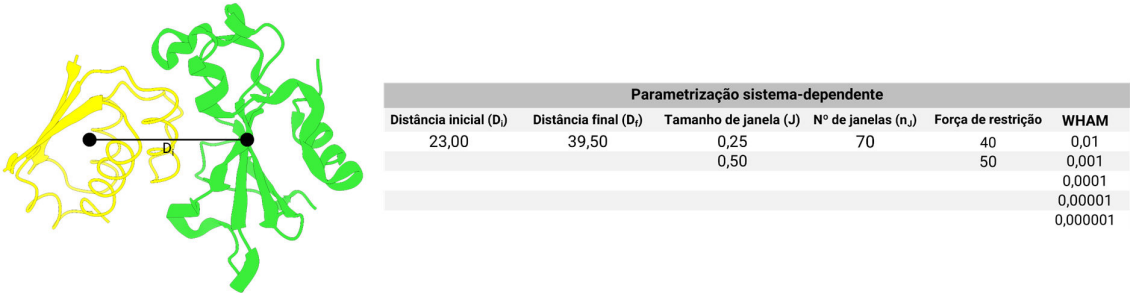 Dᵢ
Parametrização sistema-dependente
Distância inicial (Dᵢ) Distância final (D_f) Tamanho de janela (J) Nº de janelas (n_J) Força de restrição WHAM
23,00 39,50 0,25 70 40 0,01
0,50 50 0,001
0,0001
0,00001
0,000001